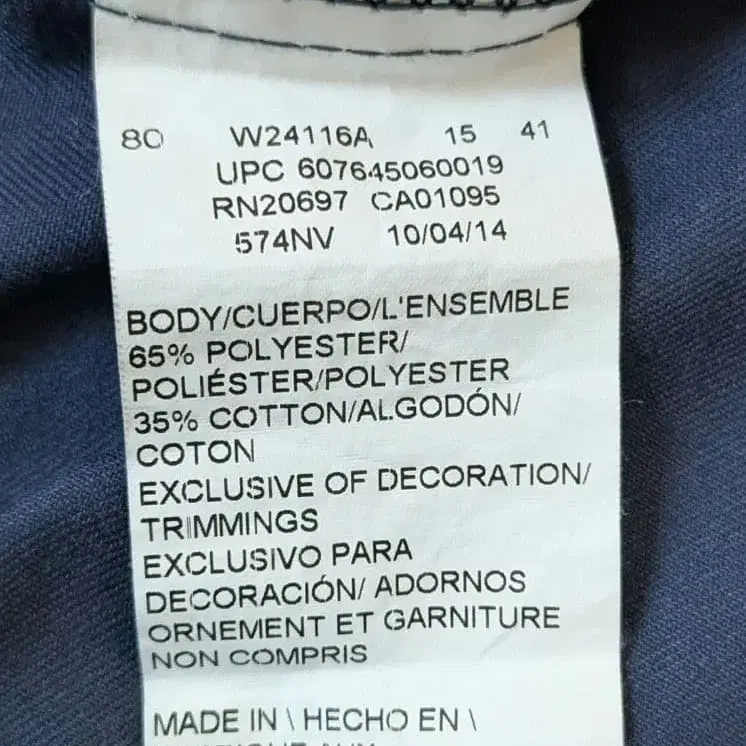 80 W24116A 15 41
UPC 607645060019
RN20697 CA01095
574NV 10/04/14
BODY/CUERPO/L'ENSEMBLE
65% POLYESTER/
POLIÉSTER/POLYESTER
35% COTTON/ALGODÓN/
COTON
EXCLUSIVE OF DECORATION/
TRIMMINGS
EXCLUSIVO PARA
DECORACIÓN/ ADORNOS
ORNEMENT ET GARNITURE
NON COMPRIS
MADE IN \ HECHO EN \